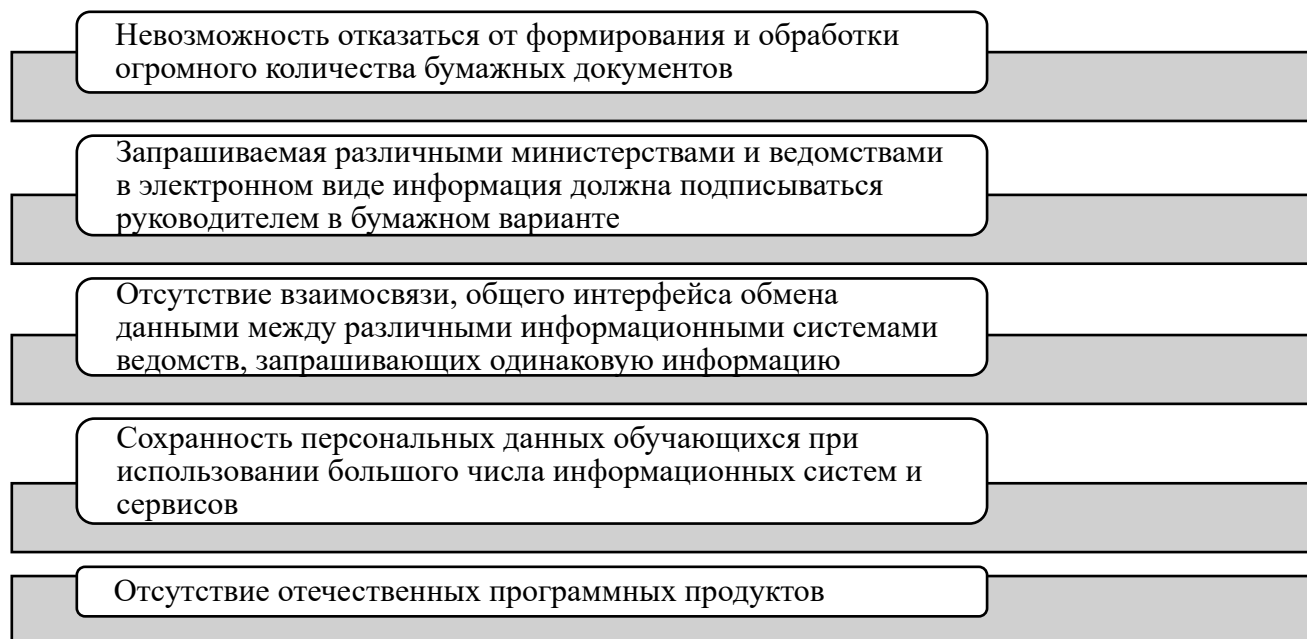 Невозможность отказаться от формирования и обработки
огромного количества бумажных документов
Запрашиваемая различными министерствами и ведомствами
в электронном виде информация должна подписываться
руководителем в бумажном варианте
Отсутствие взаимосвязи, общего интерфейса обмена
данными между различными информационными системами
ведомств, запрашивающих одинаковую информацию
Сохранность персональных данных обучающихся при
использовании большого числа информационных систем и
сервисов
Отсутствие отечественных программных продуктов